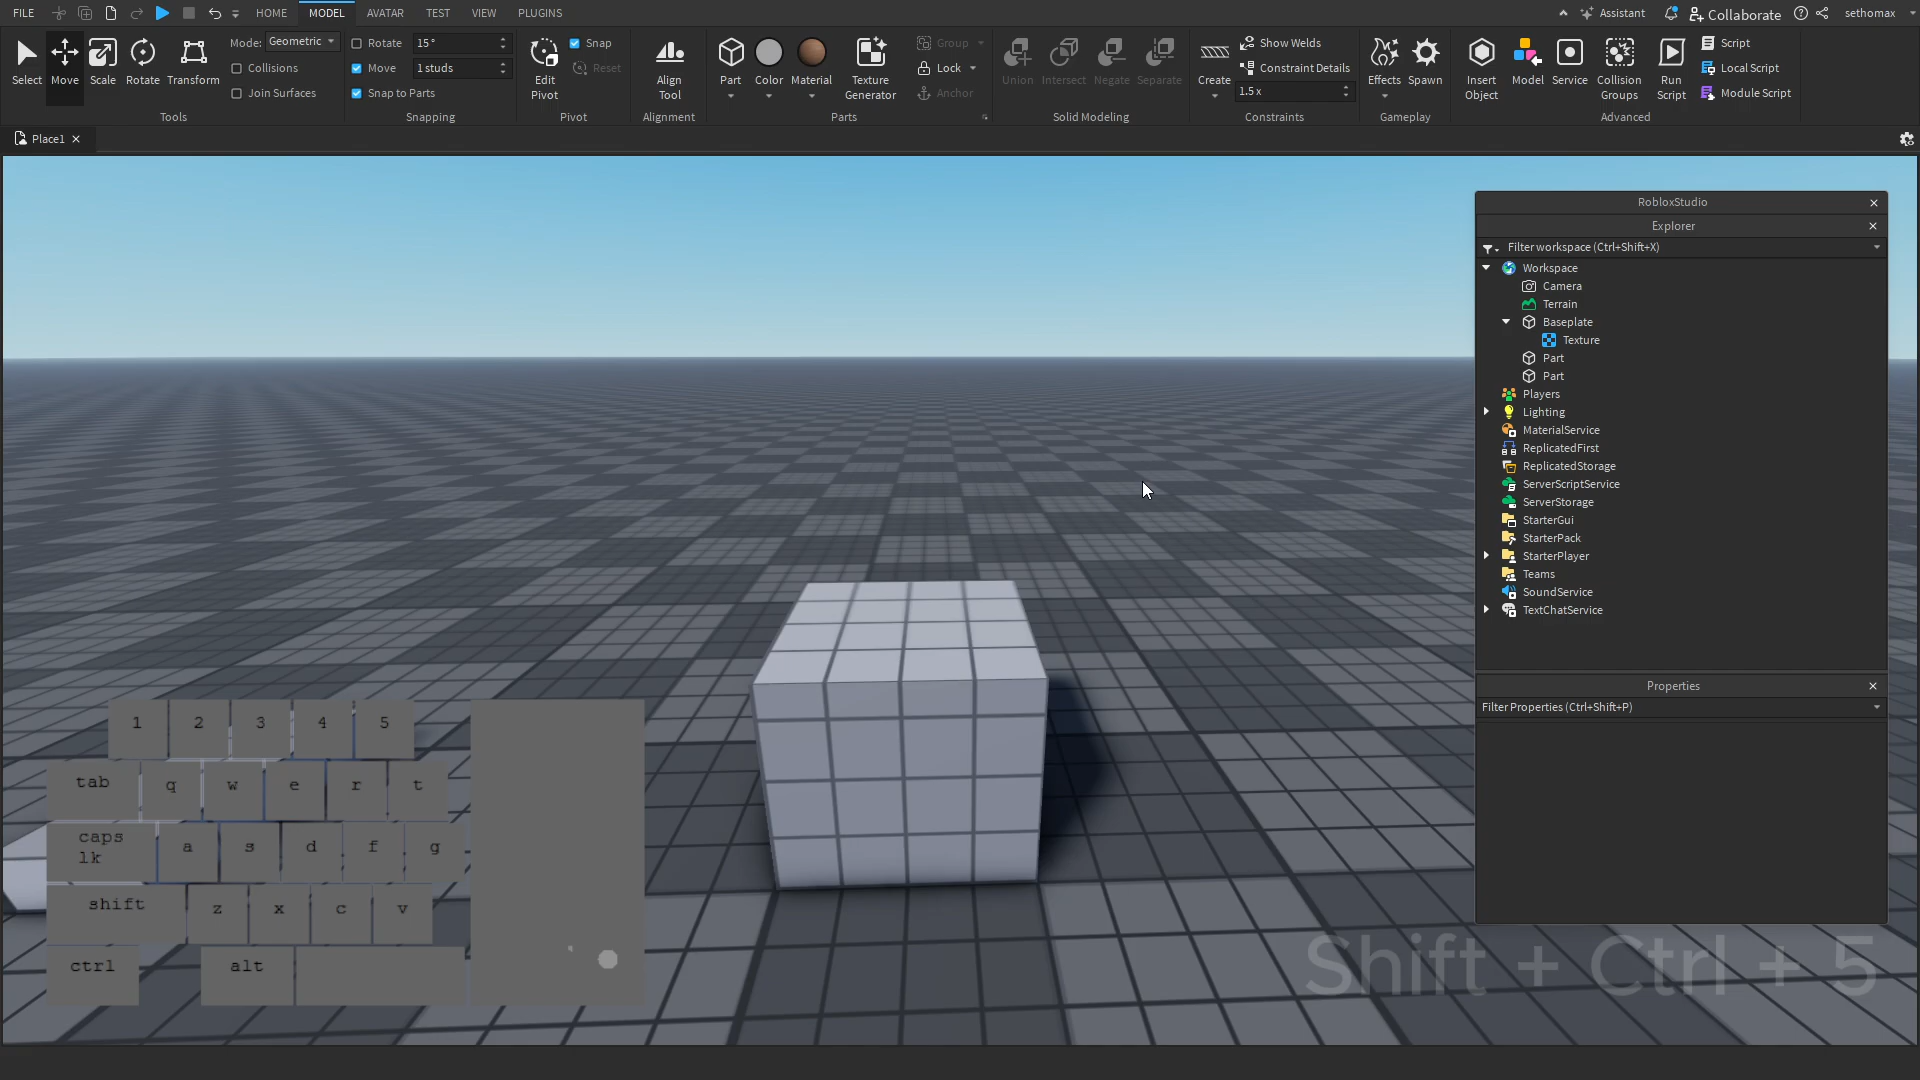 FILE HOME MODEL AVATAR TEST VIEW PLUGINS Assistant Collaborate sethomax
Select Move Scale Rotate Transform
Mode: Geometric
Collisions
Join Surfaces
Tools
Rotate 15°
Move 1 studs
Snap to Parts
Snapping
Edit
Pivot
Snap
Reset
Pivot
Align
Tool
Alignment
Part Color Material Texture
Generator
Group
Lock
Anchor
Parts
Union Intersect Negate Separate
Solid Modeling
Create
Show Welds
Constraint Details
1.5 x
Constraints
Effects Spawn
Gameplay
Insert
Object
Model Service Collision
Groups
Run
Script
Script
Local Script
Module Script
Advanced
Place1
RobloxStudio
Explorer
Filter workspace (Ctrl+Shift+X)
Workspace
Camera
Terrain
Baseplate
Texture
Part
Part
Players
Lighting
MaterialService
ReplicatedFirst
ReplicatedStorage
ServerScriptService
ServerStorage
StarterGui
StarterPack
StarterPlayer
Teams
SoundService
TextChatService
Properties
Filter Properties (Ctrl+Shift+P)
1 2 3 4 5
tab q w e r t
caps
lk
a s d f g
shift z x c v
ctrl alt
Shift + Ctrl + 5